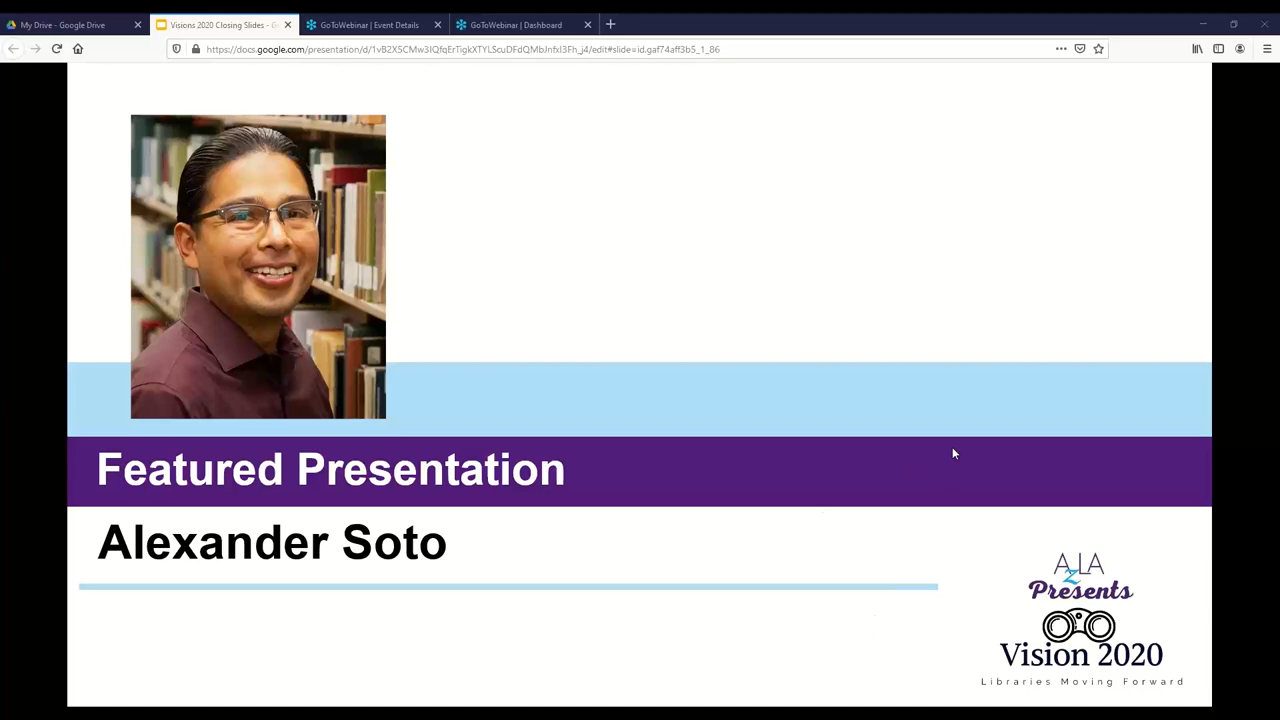 My Drive - Google Drive
Visions 2020 Closing Slides - G
GoToWebinar | Event Details
GoToWebinar | Dashboard
Featured Presentation
Alexander Soto
AzLA
Presents
Vision 2020
Libraries Moving Forward